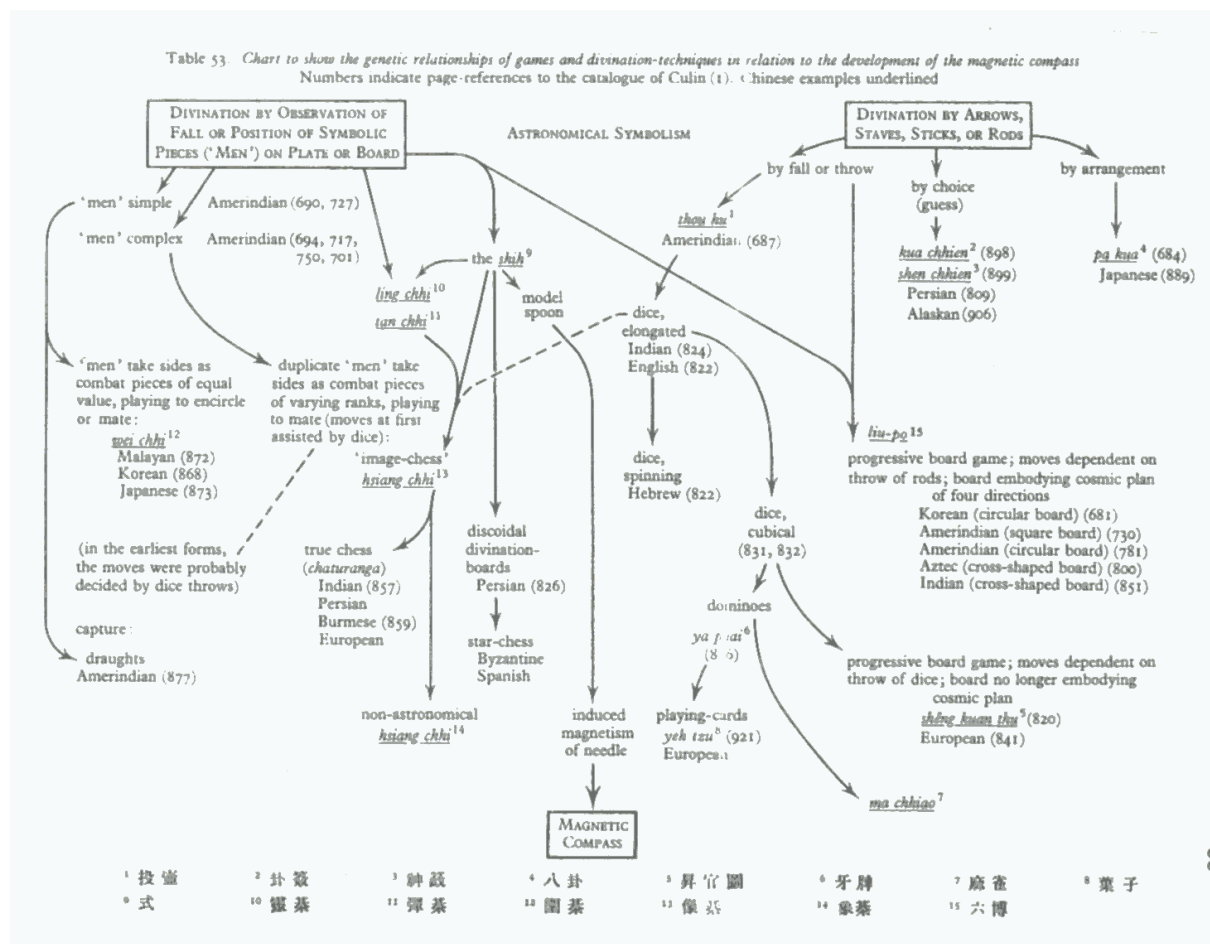 Table 53. Chart to show the genetic relationships of games and divination-techniques in relation to the development of the magnetic compass
Numbers indicate page-references to the catalogue of Culin (1). Chinese examples underlined
DIVINATION BY OBSERVATION OF
FALL OR POSITION OF SYMBOLIC
PIECES (‘MEN’) ON PLATE OR BOARD
ASTRONOMICAL SYMBOLISM
DIVINATION BY ARROWS,
STAVES, STICKS, OR RODS
by fall or throw
by choice
(guess)
by arrangement
‘men’ simple
Amerindian (690, 727)
‘men’ complex
Amerindian (694, 717,
750, 701)
thou hu¹
Amerindian (687)
kua chhien² (898)
shen chhien³ (899)
Persian (809)
Alaskan (906)
pa kua⁴ (684)
Japanese (889)
the shih⁹
ling chhi¹⁰
tan chhi¹¹
model
spoon
dice,
elongated
Indian (824)
English (822)
‘men’ take sides as
combat pieces of equal
value, playing to encircle
or mate:
wei chhi¹²
Malayan (872)
Korean (868)
Japanese (873)
duplicate ‘men’ take
sides as combat pieces
of varying ranks, playing
to mate (moves at first
assisted by dice):
‘image-chess’
hsiang chhi¹³
dice,
spinning
Hebrew (822)
liu-po¹⁵
progressive board game; moves dependent on
throw of rods; board embodying cosmic plan
of four directions
Korean (circular board) (681)
Amerindian (square board) (730)
Amerindian (circular board) (781)
Aztec (cross-shaped board) (800)
Indian (cross-shaped board) (851)
dice,
cubical
(831, 832)
(in the earliest forms,
the moves were probably
decided by dice throws)
true chess
(chaturanga)
Indian (857)
Persian
Burmese (859)
European
discoidal
divination-
boards
Persian (826)
star-chess
Byzantine
Spanish
capture:
draughts
Amerindian (877)
dominoes
ya
progressive board game; moves dependent on
throw of dice; board no longer embodying
cosmic plan
shêng kuan thu⁵ (820)
European (841)
non-astronomical
hsiang chhi¹⁴
induced
magnetism
of needle
playing-cards
yeh tzu⁸ (921)
European
ma chhiao⁷
MAGNETIC
COMPASS
¹ 投壺 ² 卦簽 ³ 神籤 ⁴ 八卦 ⁵ 昇官圖 ⁶ 牙牌 ⁷ 麻雀 ⁸ 葉子
⁹ 式 ¹⁰ 靈棊 ¹¹ 彈棊 ¹² 圍棊 ¹³ 像棊 ¹⁴ 象棊 ¹⁵ 六博